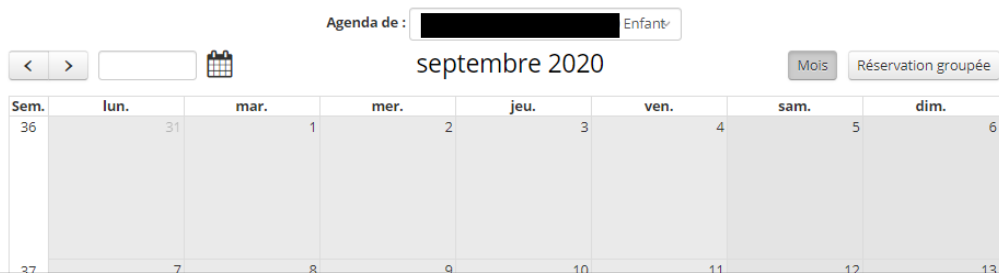 Agenda de : Enfant
septembre 2020 Mois Réservation groupée
Sem. lun. mar. mer. jeu. ven. sam. dim.
36 31 1 2 3 4 5 6
37 7 8 9 10 11 12 13